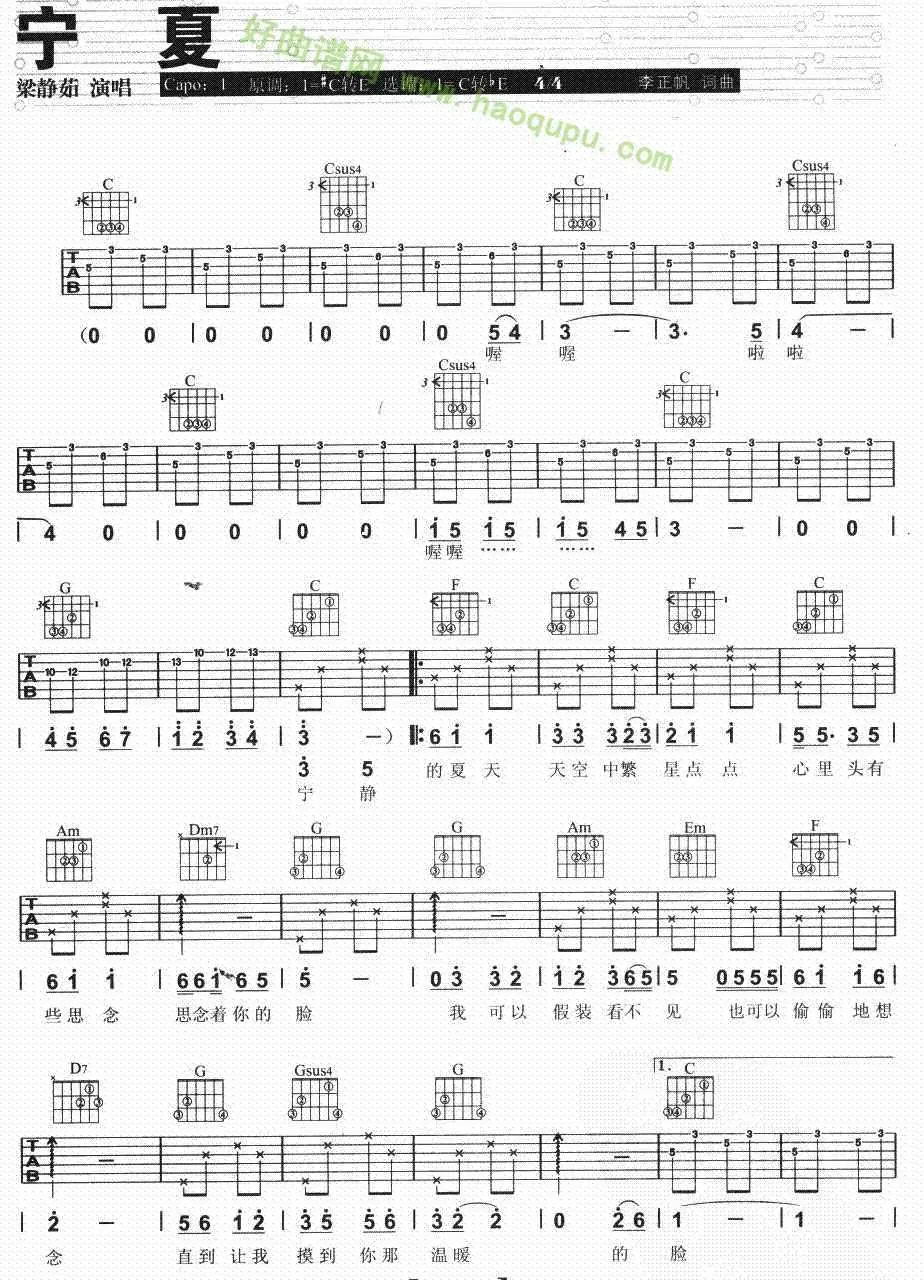 宁 夏
好曲谱网
www.haoqupu.com
梁静茹 演唱
Capo：1 原调：1=#C转E 选调：1=C转♭E 4/4 李正帆 词曲
C Csus4 C Csus4
TAB
(0 0 | 0 0 | 0 0 | 0 5 4 | 3 － | 3· 5 | 4 －
喔 喔 啦 啦
C Csus4 C
TAB
| 4 0 | 0 0 | 0 0 | 1 5 1 5 | 1 5 4 5 | 3 － | 0 0
喔喔 …… ……
G C F C F C
TAB
| 4 5 6 7 | 1 2 3 4 | 3 －) 6 1 1 | 3 3 3 2 3 | 2 1 1 | 5 5· 3 5
3 5
的夏 天 天空 中繁 星点 点 心里 头有
宁 静
Am Dm7 G G Am Em F
TAB
| 6 1 1 | 6 6 1 6 5 | 5 － | 0 3 3 2 | 1 2 3 6 5 | 5 0 5 5 5 | 6 1 1 6
些思 念 思念着你的 脸 我 可以 假装 看不 见 也可以 偷偷 地想
D7 G Gsus4 G C
1.
TAB
| 2 － | 5 6 1 2 | 3 5 5 6 | 3 2 2 | 0 2 6 | 1 － | 1 －
念 直到 让我 摸到 你那 温暖 的 脸